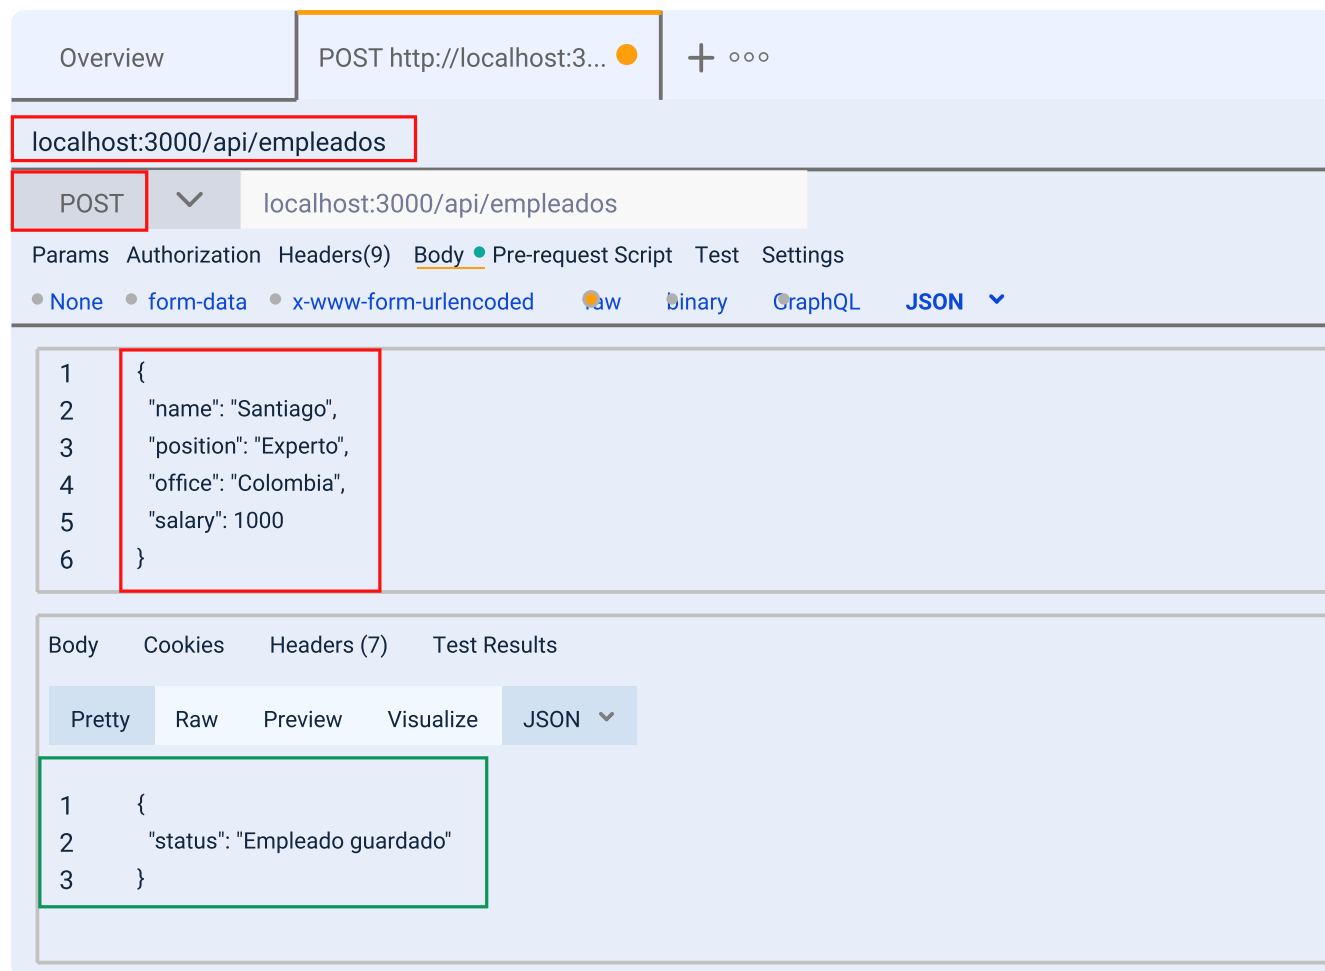 Overview
POST http://localhost:3...
localhost:3000/api/empleados
POST
localhost:3000/api/empleados
Params Authorization Headers(9) Body Pre-request Script Test Settings
None form-data x-www-form-urlencoded raw binary GraphQL JSON
1 {
2 "name": "Santiago",
3 "position": "Experto",
4 "office": "Colombia",
5 "salary": 1000
6 }
Body Cookies Headers (7) Test Results
Pretty Raw Preview Visualize JSON
1 {
2 "status": "Empleado guardado"
3 }